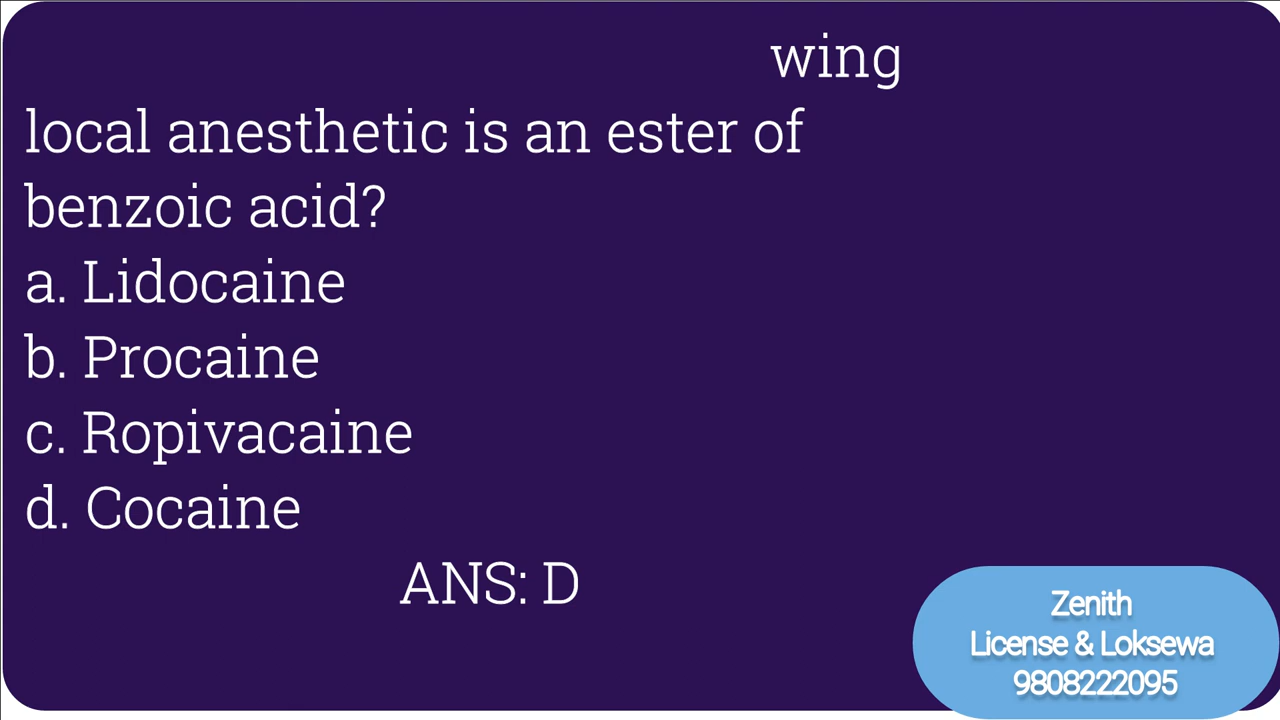 wing
local anesthetic is an ester of
benzoic acid?
a. Lidocaine
b. Procaine
c. Ropivacaine
d. Cocaine
ANS: D
Zenith
License & Loksewa
9808222095